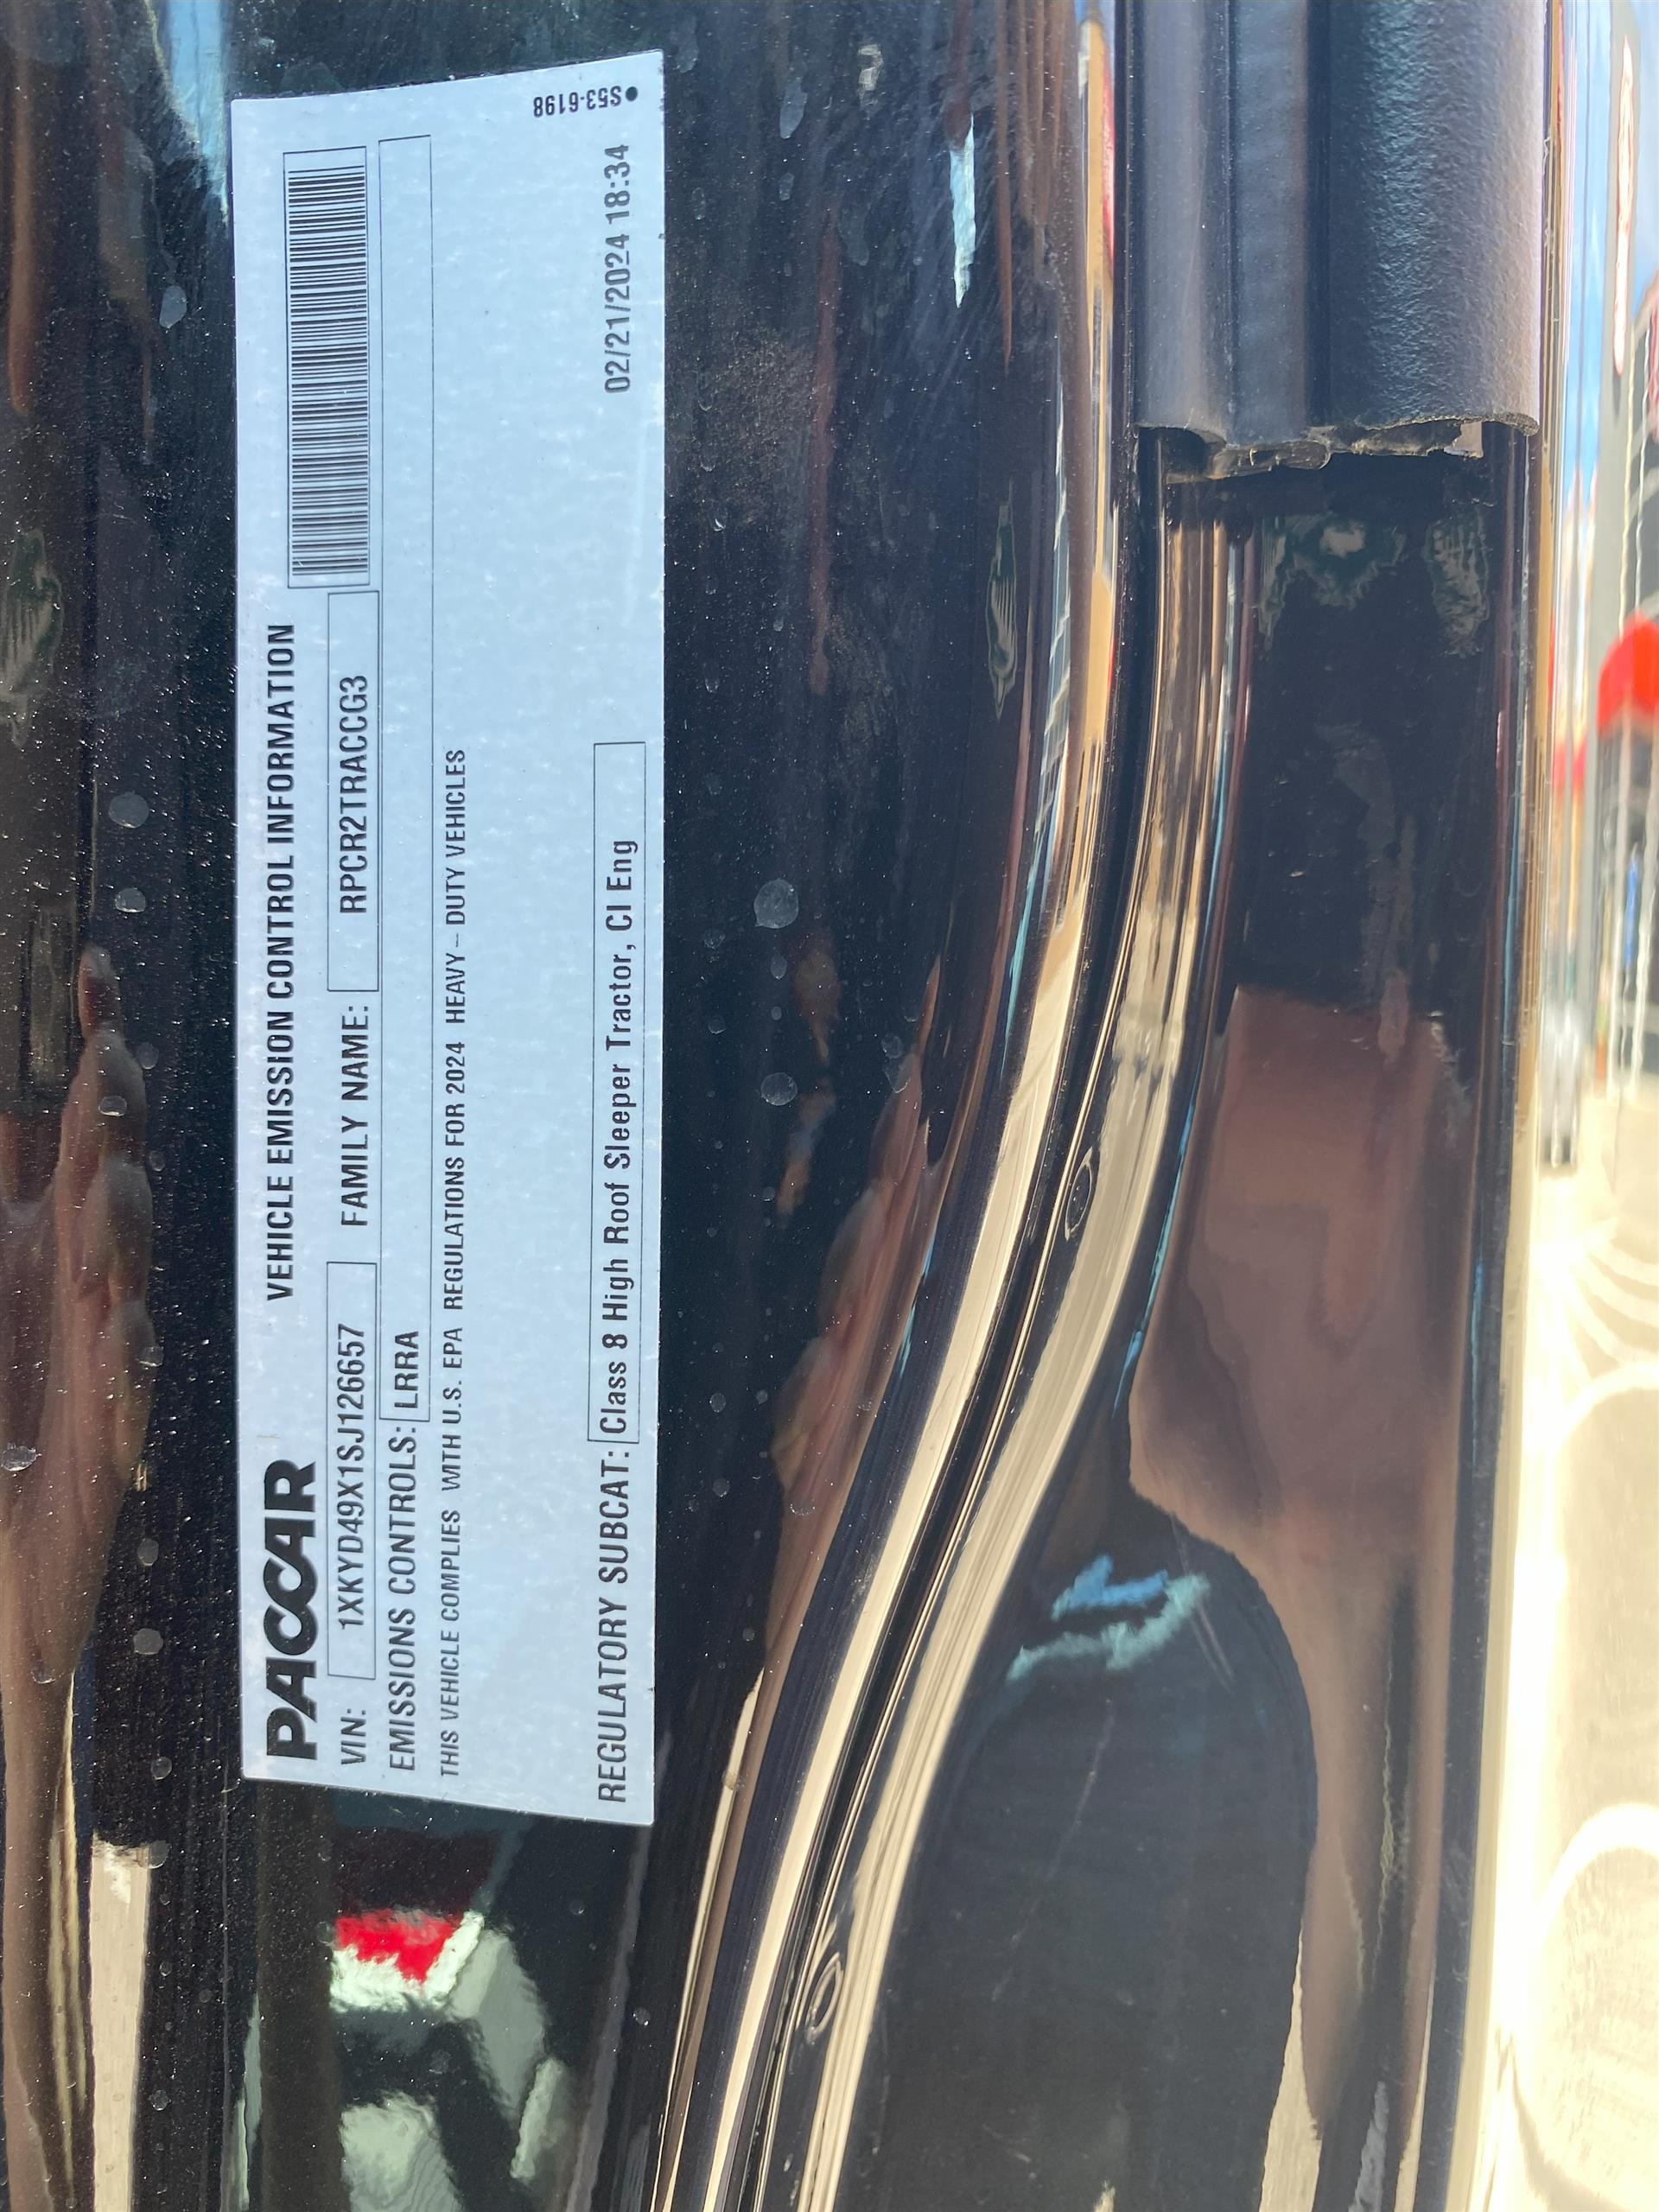 PACCAR VEHICLE EMISSION CONTROL INFORMATION
VIN: 1XKYD49X1SJ126657 FAMILY NAME: RPCR2TRACCG3
EMISSIONS CONTROLS: LRRA
THIS VEHICLE COMPLIES WITH U.S. EPA REGULATIONS FOR 2024 HEAVY – DUTY VEHICLES
REGULATORY SUBCAT: Class 8 High Roof Sleeper Tractor, CI Eng 02/21/2024 18:34
•S53-6198